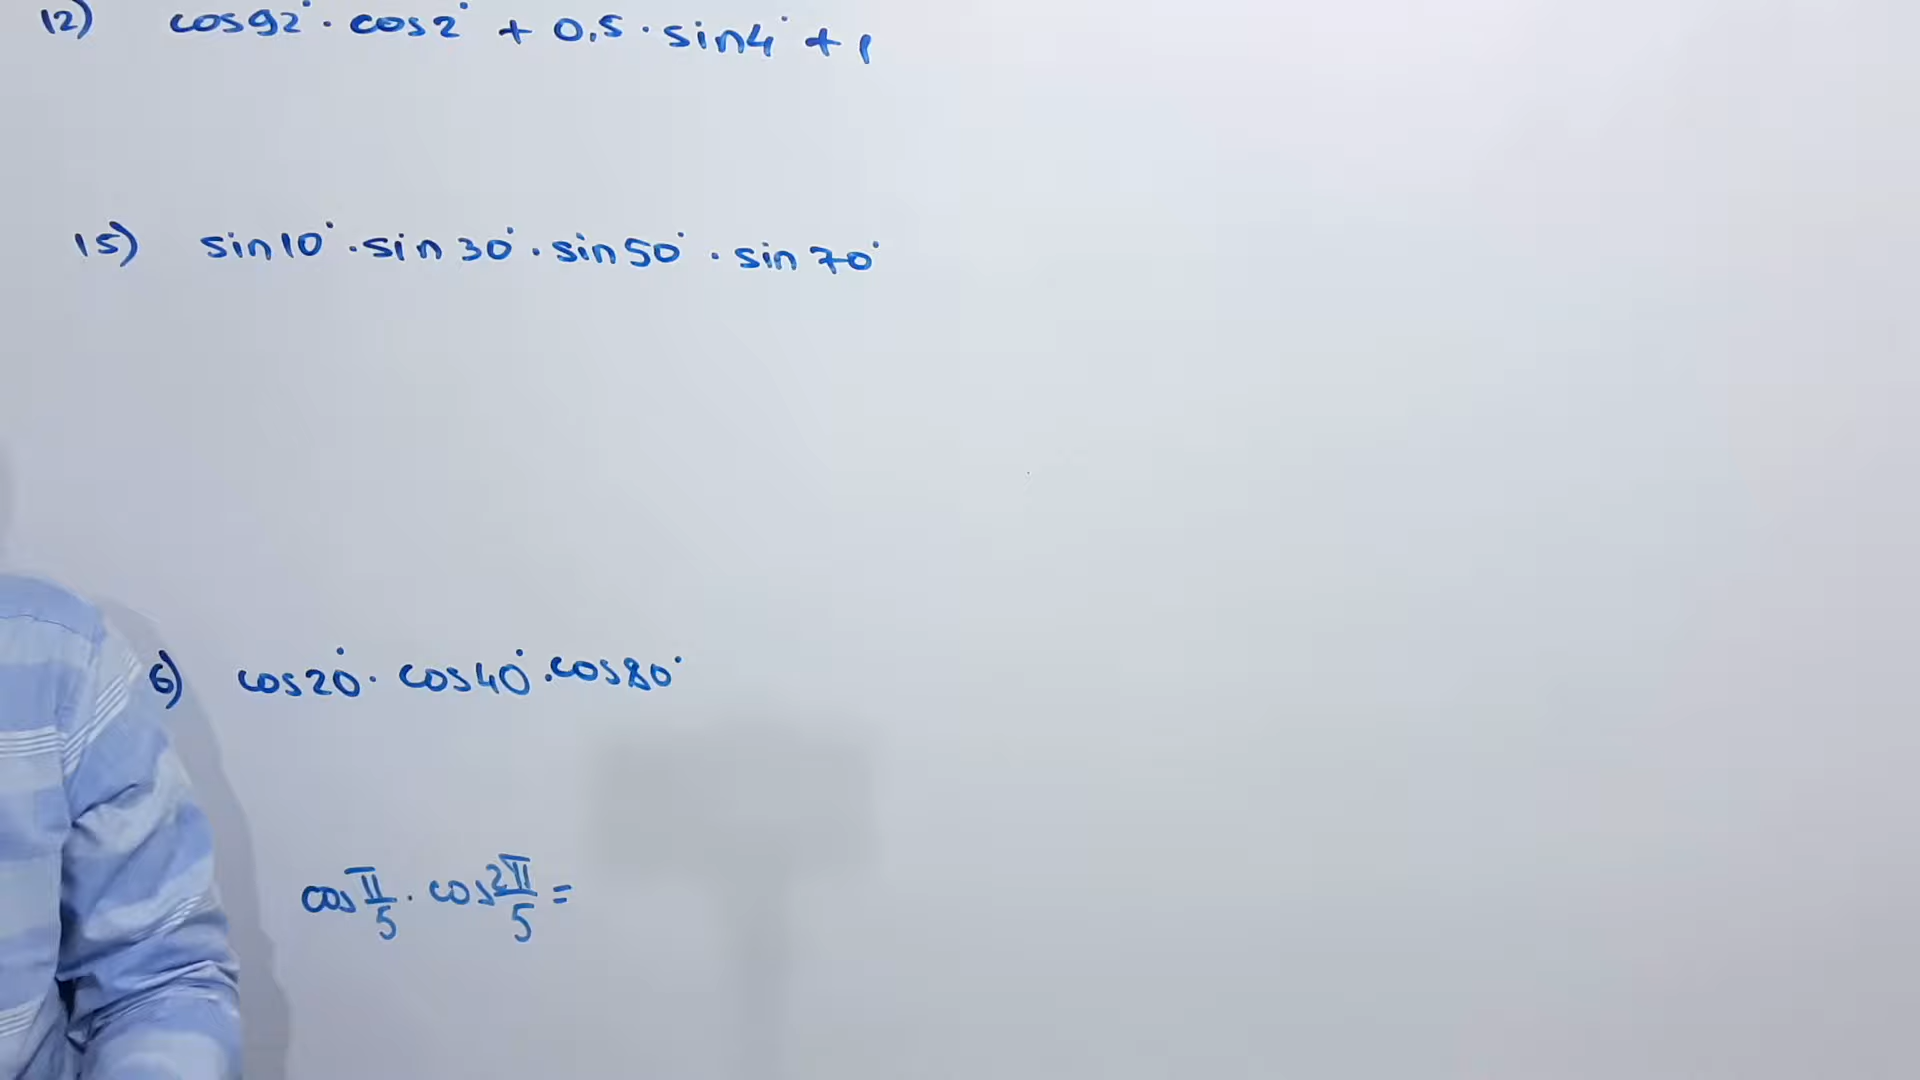 12) cos92° · cos2° + 0.5 · sin4° + 1
15) sin10° · sin30° · sin50° · sin70°
6) cos20° · cos40° · cos80°
cos π/5 · cos 2π/5 =